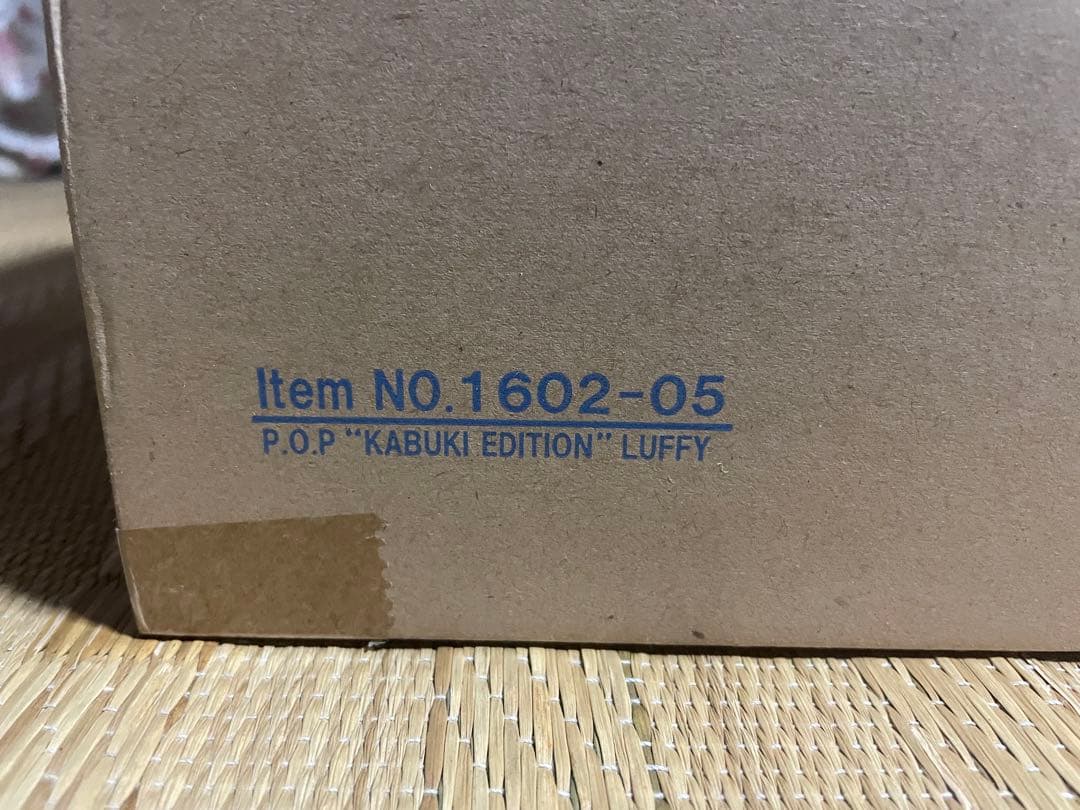 Item NO.1602-05
P.O.P “KABUKI EDITION” LUFFY